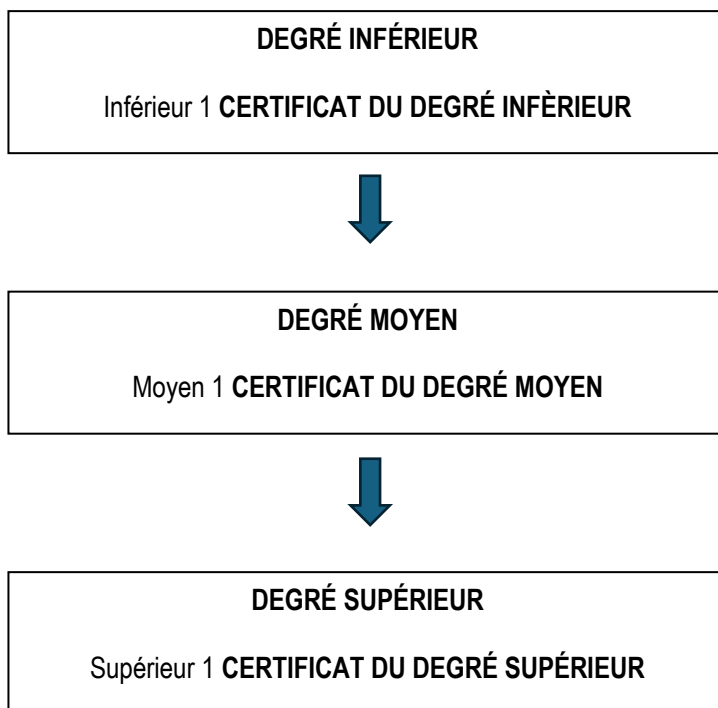 DEGRÉ INFÉRIEUR
Inférieur 1 CERTIFICAT DU DEGRÉ INFÈRIEUR
DEGRÉ MOYEN
Moyen 1 CERTIFICAT DU DEGRÉ MOYEN
DEGRÉ SUPÉRIEUR
Supérieur 1 CERTIFICAT DU DEGRÉ SUPÉRIEUR